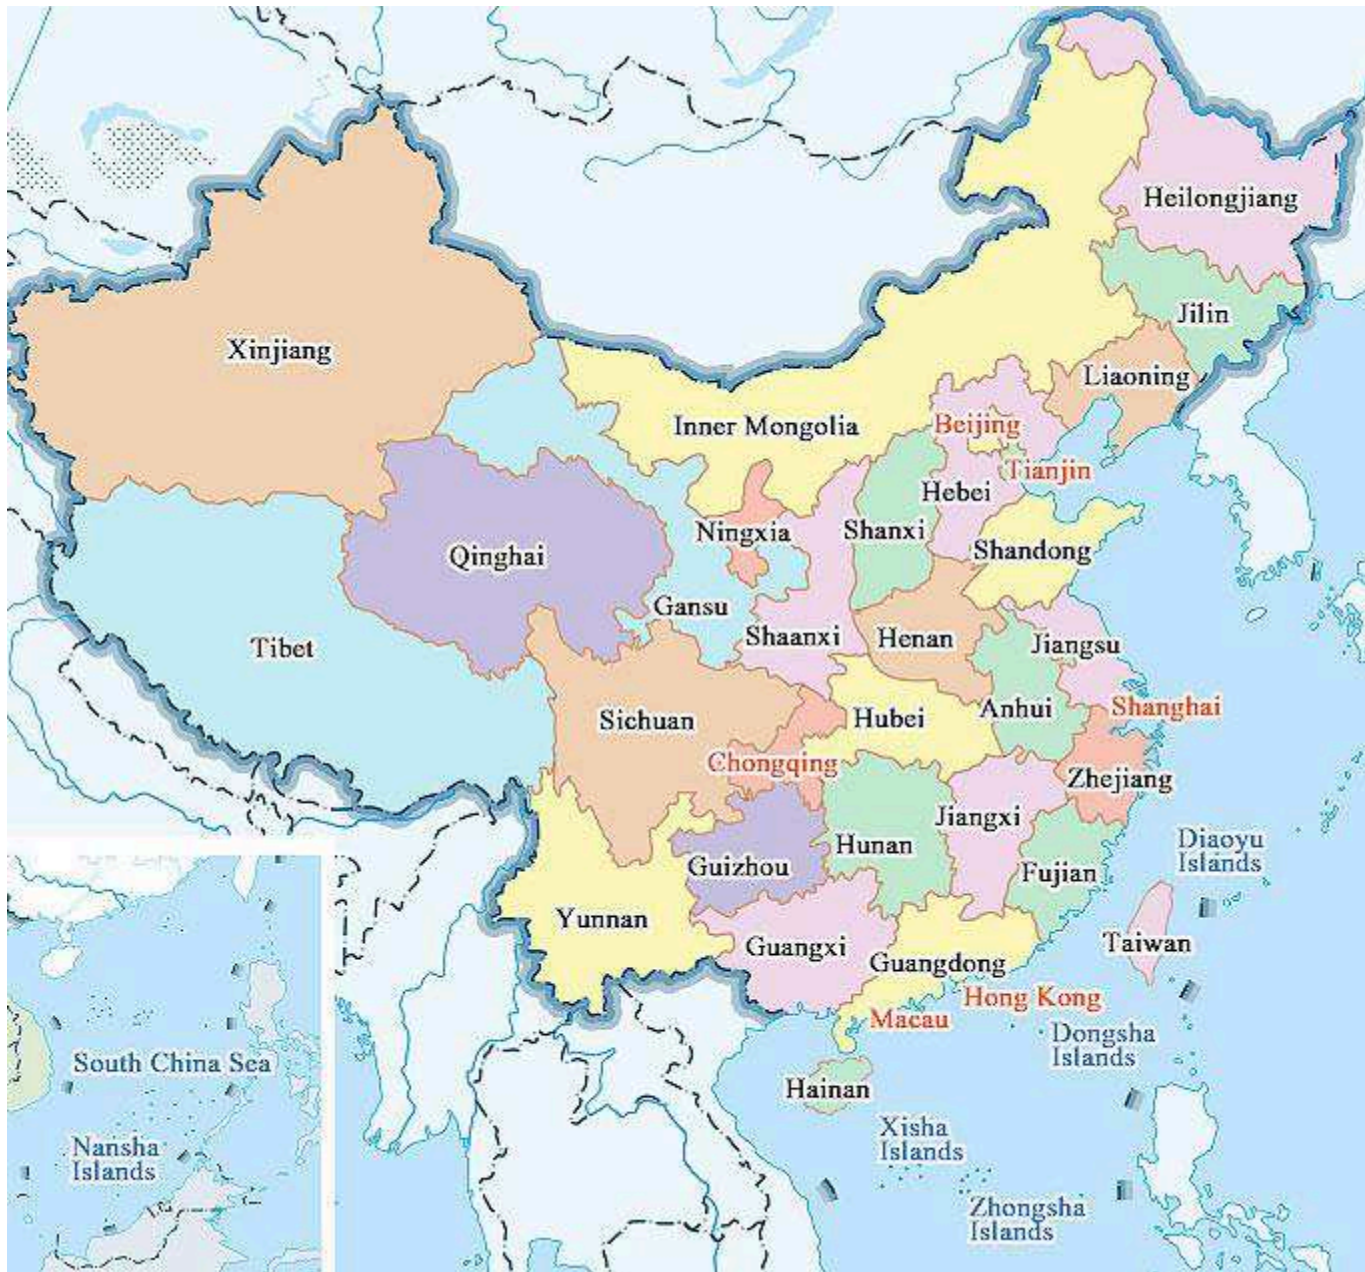 Heilongjiang
Jilin
Xinjiang
Liaoning
Inner Mongolia
Beijing
Tianjin
Hebei
Ningxia
Shanxi
Shandong
Qinghai
Gansu
Shaanxi
Henan
Jiangsu
Tibet
Sichuan
Hubei
Anhui
Shanghai
Chongqing
Zhejiang
Jiangxi
Hunan
Guizhou
Fujian
Diaoyu
Islands
Yunnan
Guangxi
Guangdong
Taiwan
Hong Kong
Macau
Dongsha
Islands
South China Sea
Hainan
Nansha
Islands
Xisha
Islands
Zhongsha
Islands